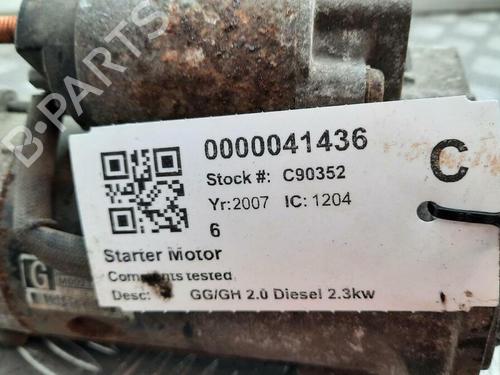 0000041436
Stock #: C90352
Yr:2007 IC: 1204
6
C
Starter Motor
Comments tested
Desc: GG/GH 2.0 Diesel 2.3kw
G
B-Parts